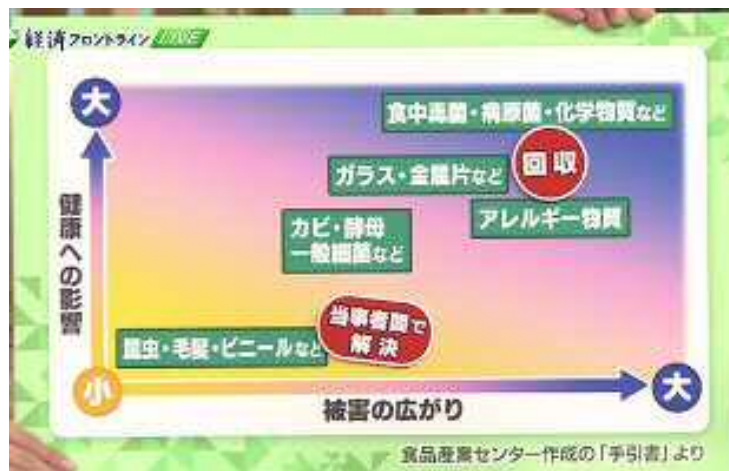 経済フロントライン LIVE
大
食中毒菌・病原菌・化学物質など
ガラス・金属片など
回収
アレルギー物質
カビ・酵母
一般細菌など
健康への影響
当事者間で
解決
昆虫・毛髪・ビニールなど
小
大
被害の広がり
食品産業センター作成の「手引書」より